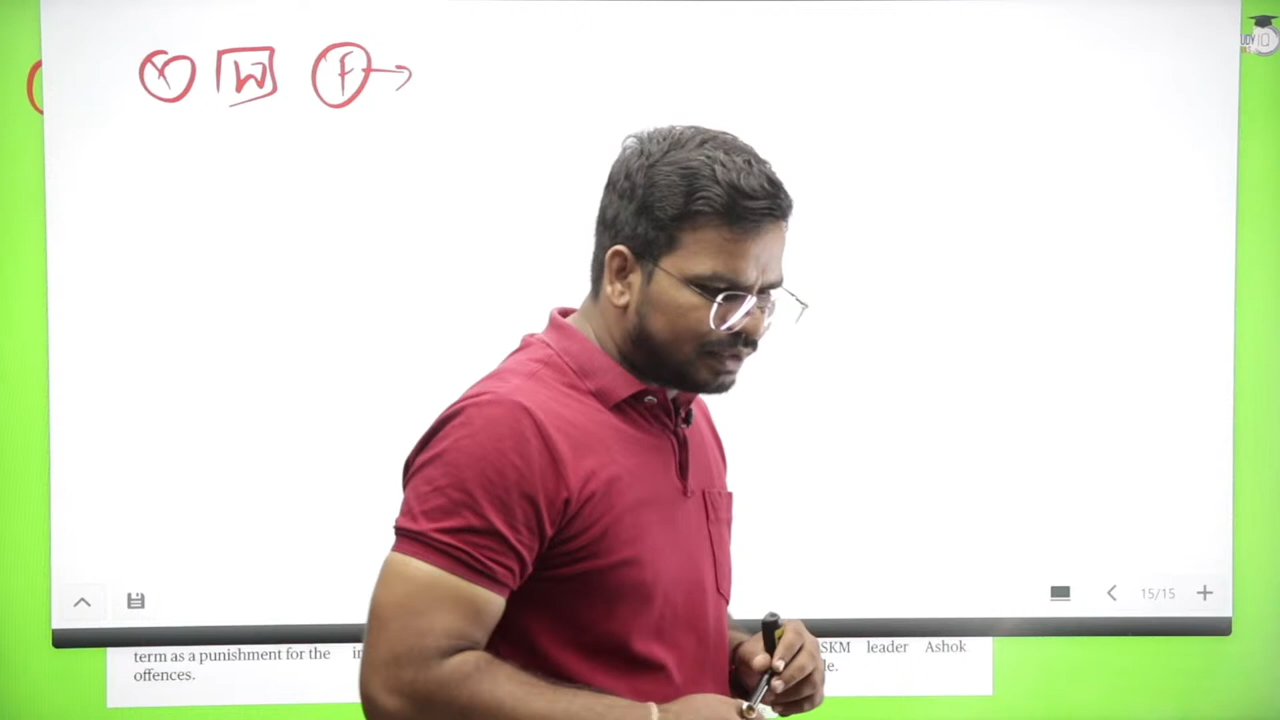 W F →
15/15
term as a punishment for the
SKM leader Ashok
offences.